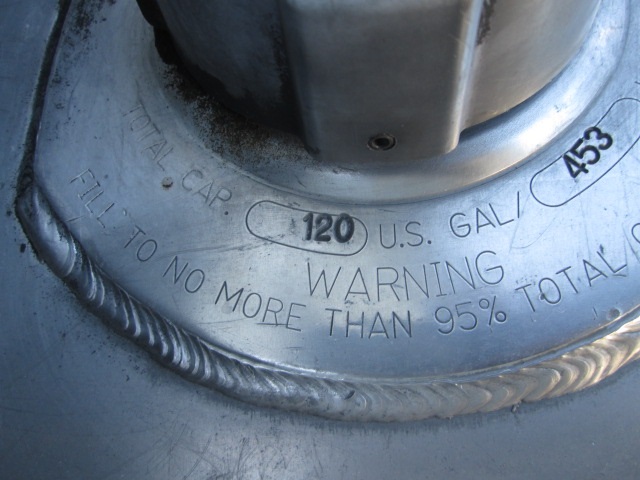 TOTAL CAP 120 U.S. GAL/ 453
WARNING
FILL TO NO MORE THAN 95% TOTAL